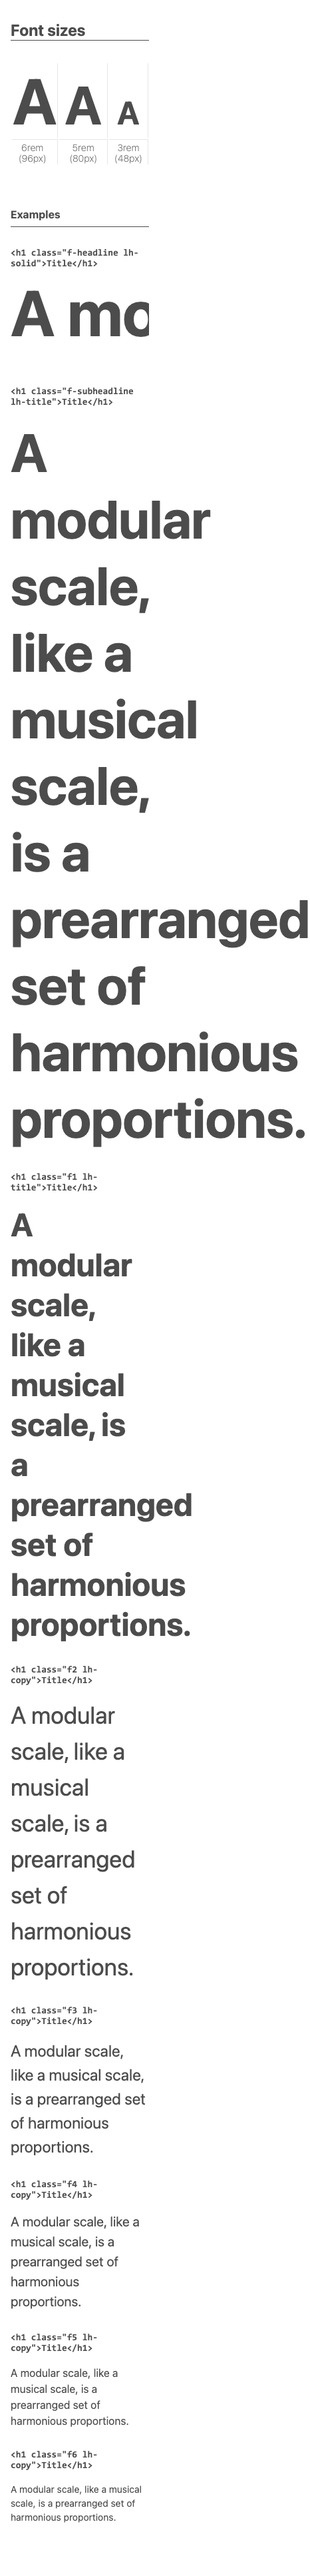 Font sizes
A A A
6rem 5rem 3rem
(96px) (80px) (48px)
Examples
<h1 class="f-headline lh-
solid">Title</h1>
A mo
<h1 class="f-subheadline
lh-title">Title</h1>
A
modular
scale,
like a
musical
scale,
is a
prearranged
set of
harmonious
proportions.
<h1 class="f1 lh-
title">Title</h1>
A
modular
scale,
like a
musical
scale, is
a
prearranged
set of
harmonious
proportions.
<h1 class="f2 lh-
copy">Title</h1>
A modular
scale, like a
musical
scale, is a
prearranged
set of
harmonious
proportions.
<h1 class="f3 lh-
copy">Title</h1>
A modular scale,
like a musical scale,
is a prearranged set
of harmonious
proportions.
<h1 class="f4 lh-
copy">Title</h1>
A modular scale, like a
musical scale, is a
prearranged set of
harmonious
proportions.
<h1 class="f5 lh-
copy">Title</h1>
A modular scale, like a
musical scale, is a
prearranged set of
harmonious proportions.
<h1 class="f6 lh-
copy">Title</h1>
A modular scale, like a musical
scale, is a prearranged set of
harmonious proportions.